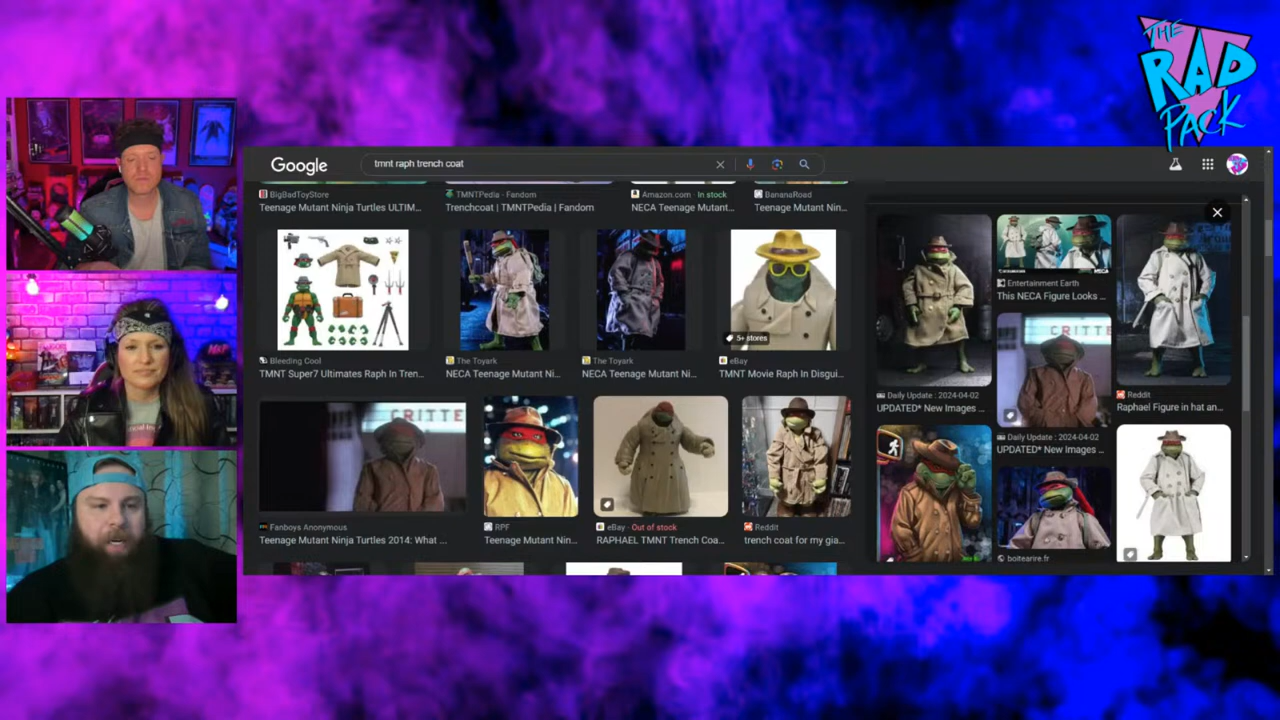 THE
RAD
PACK
Google
tmnt raph trench coat
BigBadToyStore
Teenage Mutant Ninja Turtles ULTIM...
TMNTPedia - Fandom
Trenchcoat | TMNTPedia | Fandom
Amazon.com · In stock
NECA Teenage Mutant...
BananaRoad
Teenage Mutant Nin...
5+ stores
Bleeding Cool
TMNT Super7 Ultimates Raph In Tren...
The Toyark
NECA Teenage Mutant Ni...
The Toyark
NECA Teenage Mutant Ni...
eBay
TMNT Movie Raph In Disgui...
CRITTE
Fanboys Anonymous
Teenage Mutant Ninja Turtles 2014: What ...
RPF
Teenage Mutant Nin...
eBay · Out of stock
RAPHAEL TMNT Trench Coa...
Reddit
trench coat for my gia...
Daily Update : 2024-04-02
UPDATED* New Images ...
Entertainment Earth
This NECA Figure Looks ...
CRITTE
Daily Update : 2024-04-02
UPDATED* New Images ...
Reddit
Raphael Figure in hat an...
boitearire.fr